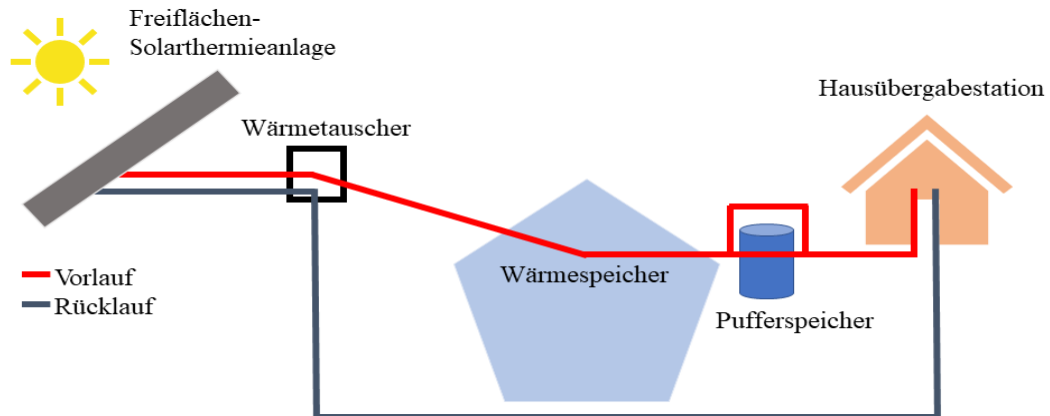 Freiflächen-
Solarthermieanlage
Hausübergabestation
Wärmetauscher
Wärmespeicher
Vorlauf
Rücklauf
Pufferspeicher